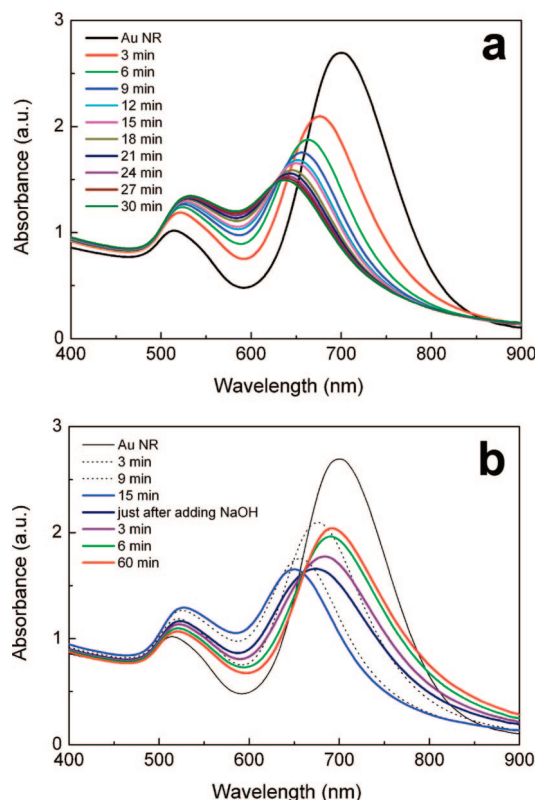 a
3
2
1
0
Absorbance (a.u.)
Au NR
3 min
6 min
9 min
12 min
15 min
18 min
21 min
24 min
27 min
30 min
400 500 600 700 800 900
Wavelength (nm)
b
3
2
1
0
Absorbance (a.u.)
Au NR
3 min
9 min
15 min
just after adding NaOH
3 min
6 min
60 min
400 500 600 700 800 900
Wavelength (nm)